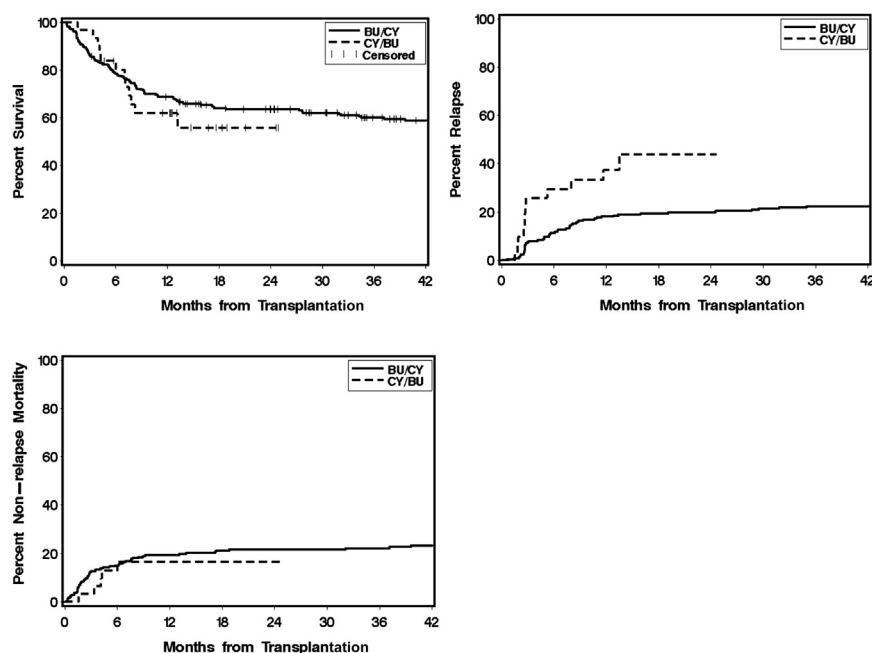 BU/CY
CY/BU
Censored
Percent Survival
100
80
60
40
20
0
0 6 12 18 24 30 36 42
Months from Transplantation
BU/CY
CY/BU
Percent Relapse
100
80
60
40
20
0
0 6 12 18 24 30 36 42
Months from Transplantation
BU/CY
CY/BU
Percent Non-relapse Mortality
100
80
60
40
20
0
0 6 12 18 24 30 36 42
Months from Transplantation